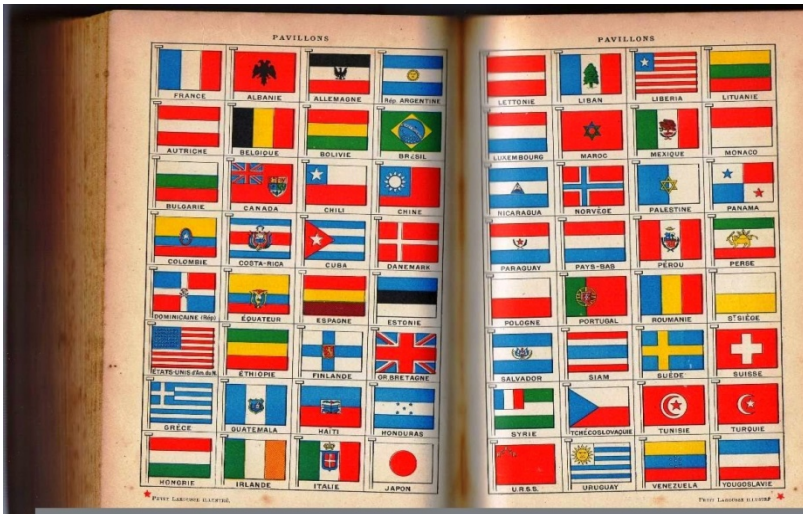 PAVILLONS
FRANCE ALBANIE ALLEMAGNE Rép. ARGENTINE
AUTRICHE BELGIQUE BOLIVIE BRÉSIL
BULGARIE CANADA CHILI CHINE
COLOMBIE COSTA-RICA CUBA DANEMARK
DOMINICAINE (Rép) ÉQUATEUR ESPAGNE ESTONIE
ÉTATS-UNIS d'Am. du N. ÉTHIOPIE FINLANDE GR. BRETAGNE
GRÈCE GUATEMALA HAÏTI HONDURAS
HONGRIE IRLANDE ITALIE JAPON
PETIT LAROUSSE ILLUSTRÉ.
PAVILLONS
LETTONIE LIBAN LIBERIA LITUANIE
LUXEMBOURG MAROC MEXIQUE MONACO
NICARAGUA NORVÈGE PALESTINE PANAMA
PARAGUAY PAYS-BAS PÉROU PERSE
POLOGNE PORTUGAL ROUMANIE St SIÈGE
SALVADOR SIAM SUÈDE SUISSE
SYRIE TCHÉCOSLOVAQUIE TUNISIE TURQUIE
U.R.S.S. URUGUAY VENEZUELA YOUGOSLAVIE
PETIT LAROUSSE ILLUSTRÉ